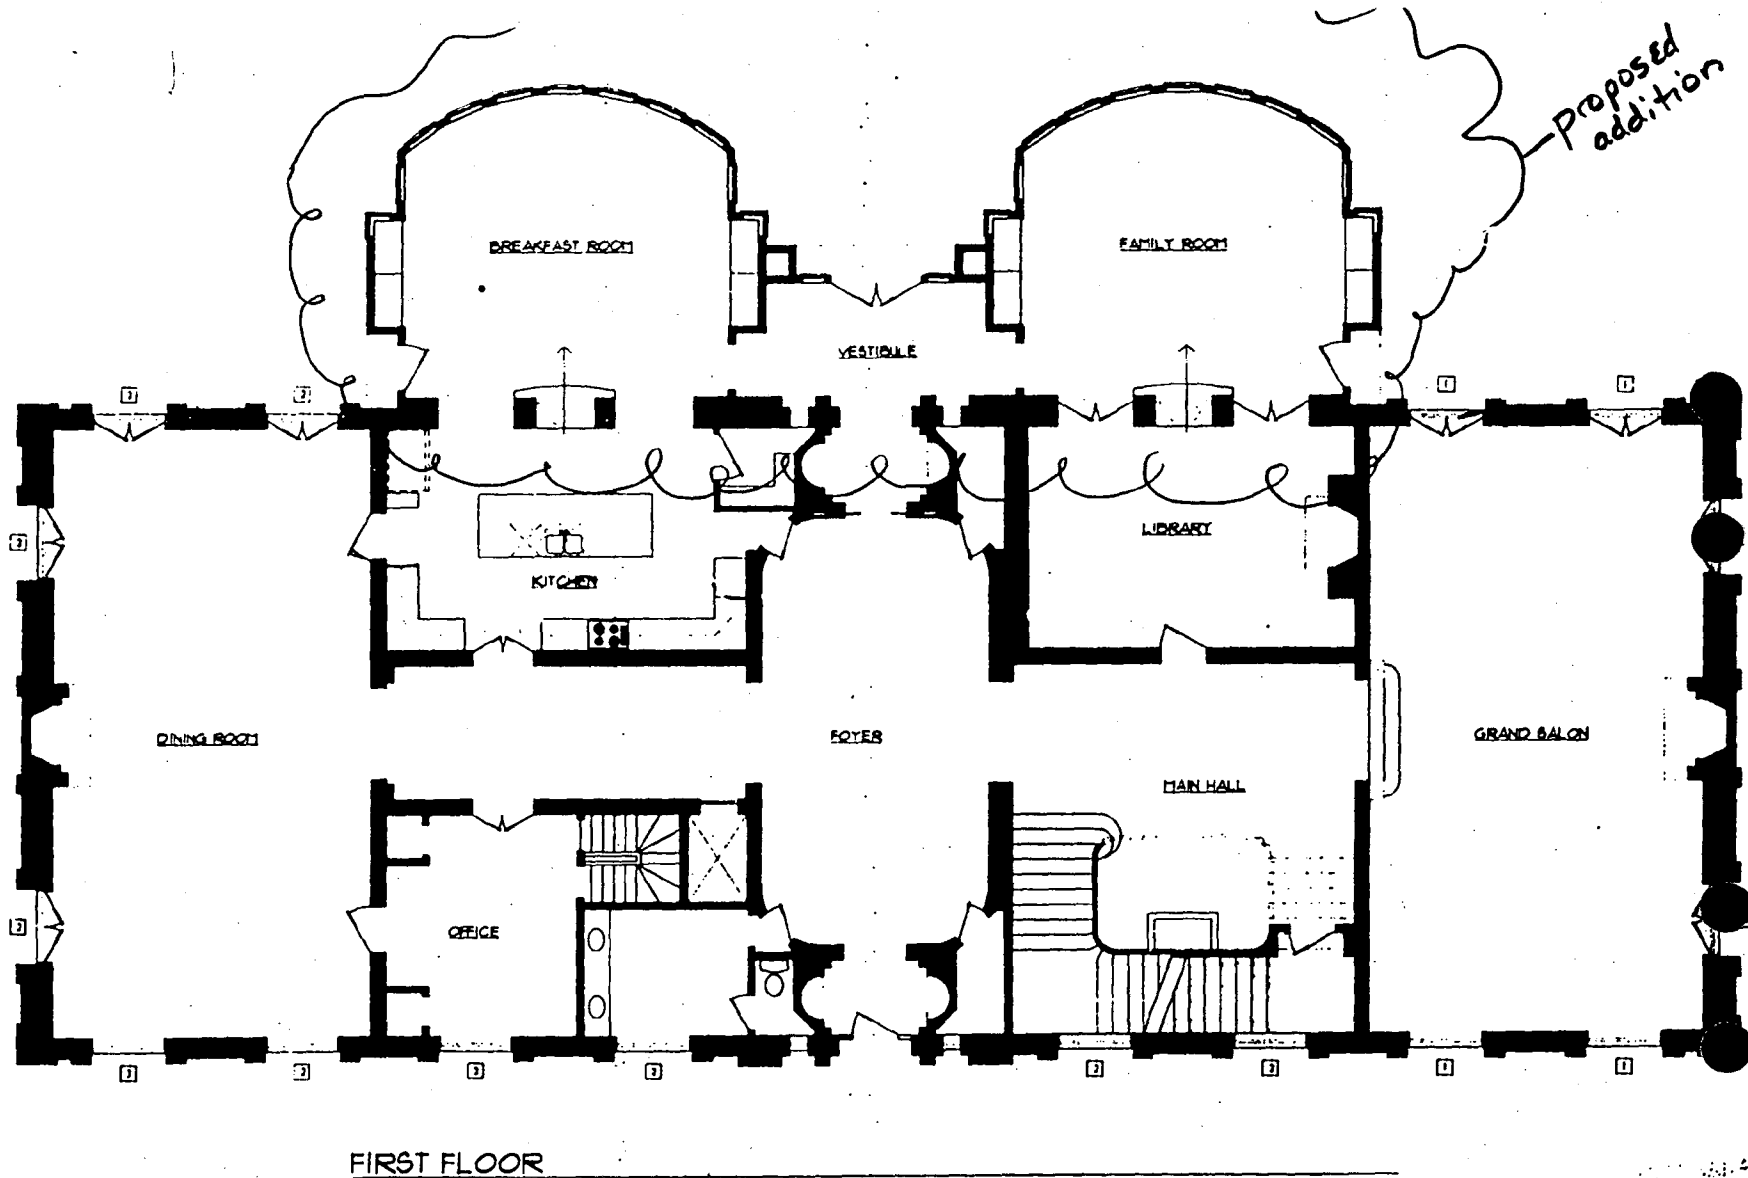 proposed
addition
BREAKFAST ROOM
FAMILY ROOM
VESTIBULE
LIBRARY
KITCHEN
DINING ROOM
FOYER
GRAND SALON
MAIN HALL
OFFICE
FIRST FLOOR